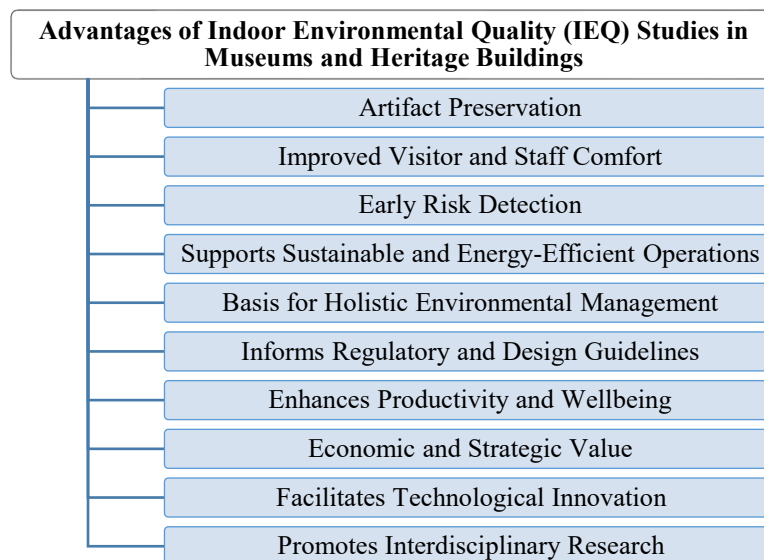 Advantages of Indoor Environmental Quality (IEQ) Studies in
Museums and Heritage Buildings
Artifact Preservation
Improved Visitor and Staff Comfort
Early Risk Detection
Supports Sustainable and Energy-Efficient Operations
Basis for Holistic Environmental Management
Informs Regulatory and Design Guidelines
Enhances Productivity and Wellbeing
Economic and Strategic Value
Facilitates Technological Innovation
Promotes Interdisciplinary Research